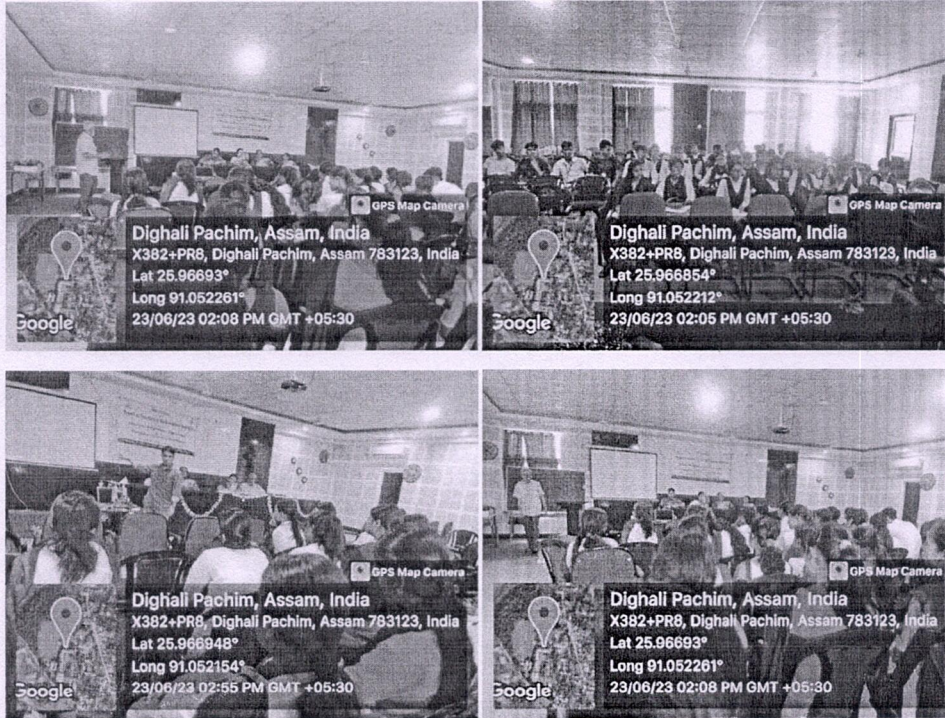 GPS Map Camera
Dighali Pachim, Assam, India
X382+PR8, Dighali Pachim, Assam 783123, India
Lat 25.96693°
Long 91.052261°
23/06/23 02:08 PM GMT +05:30
Google
GPS Map Camera
Dighali Pachim, Assam, India
X382+PR8, Dighali Pachim, Assam 783123, India
Lat 25.966854°
Long 91.052212°
23/06/23 02:05 PM GMT +05:30
Google
GPS Map Camera
Dighali Pachim, Assam, India
X382+PR8, Dighali Pachim, Assam 783123, India
Lat 25.966948°
Long 91.052154°
23/06/23 02:55 PM GMT +05:30
Google
GPS Map Camera
Dighali Pachim, Assam, India
X382+PR8, Dighali Pachim, Assam 783123, India
Lat 25.96693°
Long 91.052261°
23/06/23 02:08 PM GMT +05:30
Google